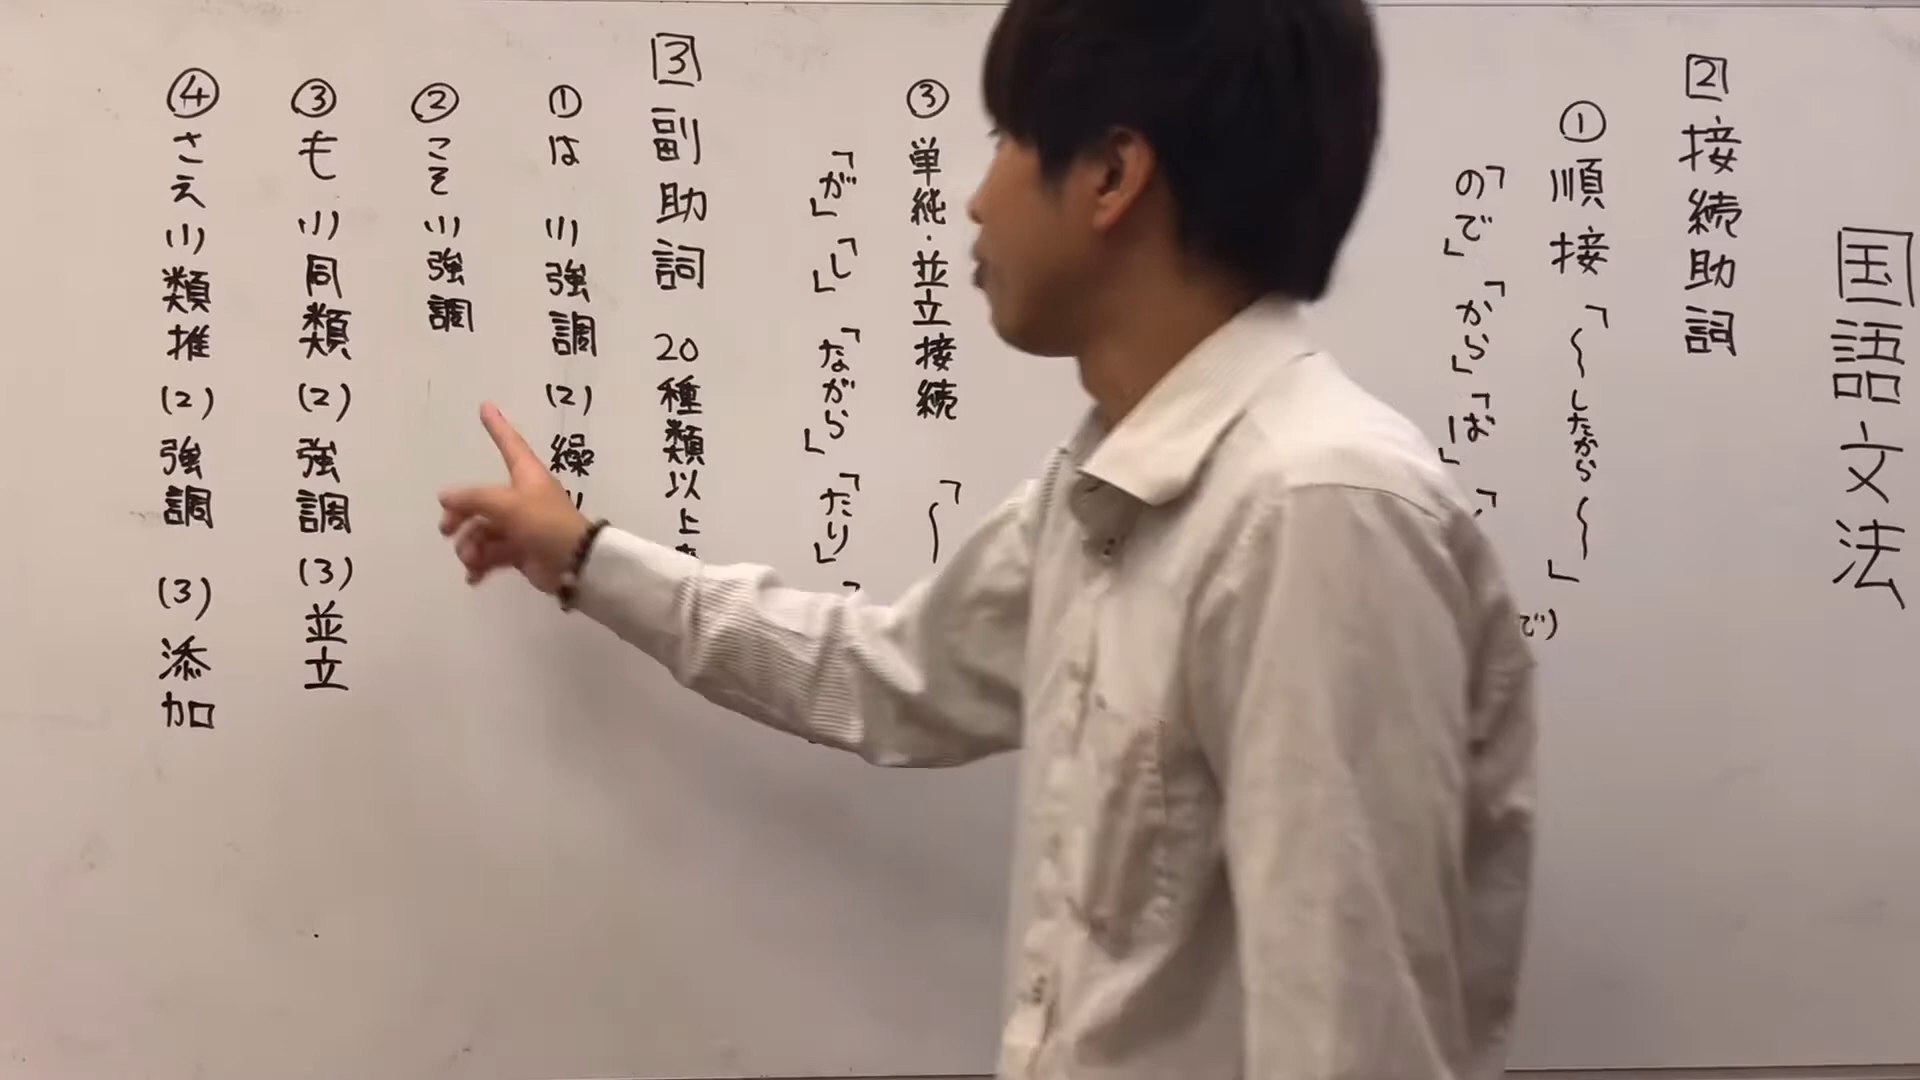 国語文法
2 接続助詞
① 順接 「〜したから〜」
「ので」「から」「ば」
で)
③ 単純・並立接続 「〜
「が」「し」「ながら」「たり」「
3 副助詞 20種類以上
① は (1)強調 (2)繰
② こそ (1)強調
③ も (1)同類 (2)強調 (3)並立
④ さえ (1)類推 (2)強調 (3)添加